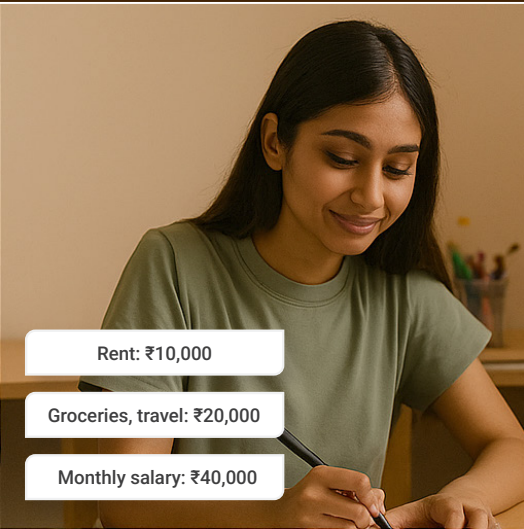 Rent: ₹10,000
Groceries, travel: ₹20,000
Monthly salary: ₹40,000